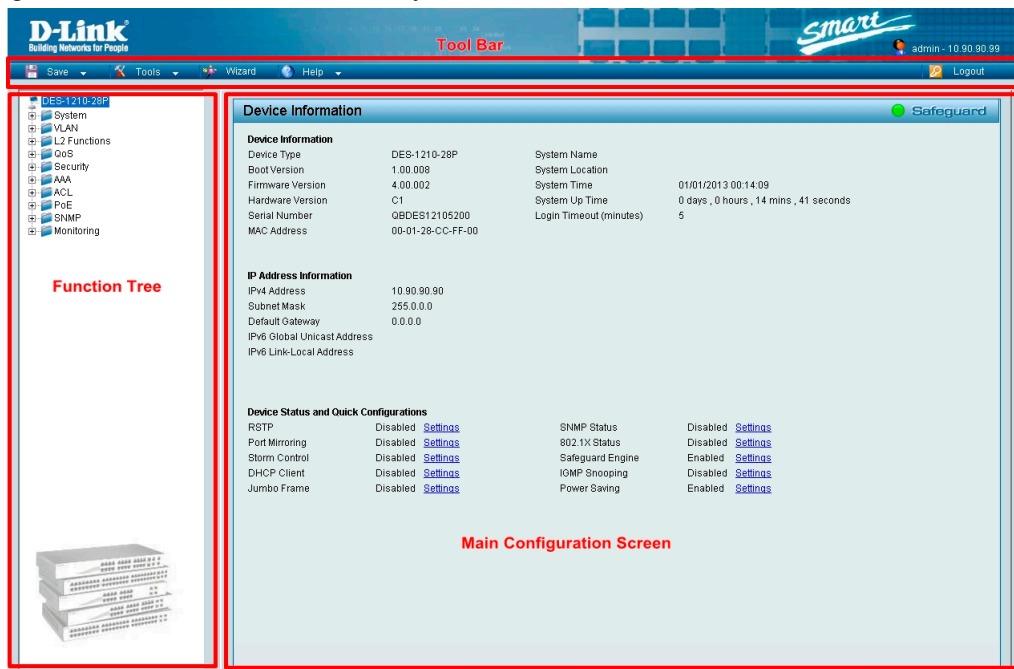 D-Link
Building Networks for People
Tool Bar
smart
admin - 10.90.90.99
Save
Tools
Wizard
Help
Logout
DES-1210-28P
System
VLAN
L2 Functions
QoS
Security
AAA
ACL
PoE
SNMP
Monitoring
Function Tree
Device Information
Safeguard
Device Information
Device Type DES-1210-28P System Name
Boot Version 1.00.008 System Location
Firmware Version 4.00.002 System Time 01/01/2013 00:14:09
Hardware Version C1 System Up Time 0 days , 0 hours , 14 mins , 41 seconds
Serial Number QBDES12105200 Login Timeout (minutes) 5
MAC Address 00-01-28-CC-FF-00
IP Address Information
IPv4 Address 10.90.90.90
Subnet Mask 255.0.0.0
Default Gateway 0.0.0.0
IPv6 Global Unicast Address
IPv6 Link-Local Address
Device Status and Quick Configurations
RSTP Disabled Settings SNMP Status Disabled Settings
Port Mirroring Disabled Settings 802.1X Status Disabled Settings
Storm Control Disabled Settings Safeguard Engine Enabled Settings
DHCP Client Disabled Settings IGMP Snooping Disabled Settings
Jumbo Frame Disabled Settings Power Saving Enabled Settings
Main Configuration Screen